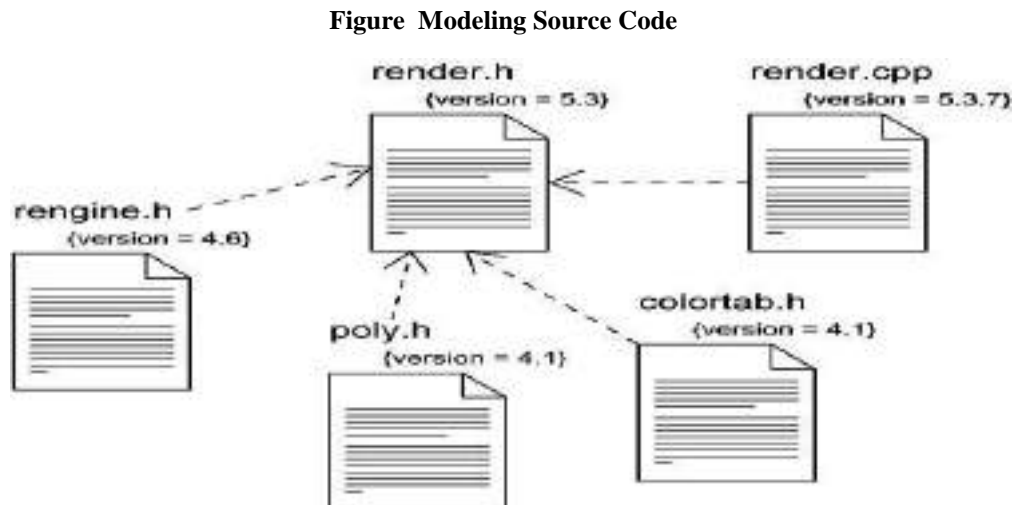 Figure Modeling Source Code
render.h
{version = 5.3}
render.cpp
{version = 5.3.7}
rengine.h
{version = 4.6}
poly.h
{version = 4.1}
colortab.h
{version = 4.1}